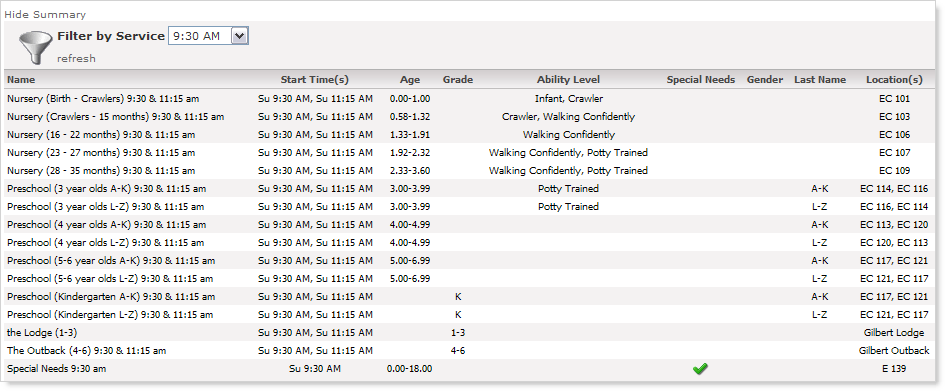 Hide Summary
Filter by Service 9:30 AM
refresh
Name Start Time(s) Age Grade Ability Level Special Needs Gender Last Name Location(s)
Nursery (Birth - Crawlers) 9:30 & 11:15 am Su 9:30 AM, Su 11:15 AM 0.00-1.00 Infant, Crawler EC 101
Nursery (Crawlers - 15 months) 9:30 & 11:15 am Su 9:30 AM, Su 11:15 AM 0.58-1.32 Crawler, Walking Confidently EC 103
Nursery (16 - 22 months) 9:30 & 11:15 am Su 9:30 AM, Su 11:15 AM 1.33-1.91 Walking Confidently EC 106
Nursery (23 - 27 months) 9:30 & 11:15 am Su 9:30 AM, Su 11:15 AM 1.92-2.32 Walking Confidently, Potty Trained EC 107
Nursery (28 - 35 months) 9:30 & 11:15 am Su 9:30 AM, Su 11:15 AM 2.33-3.60 Walking Confidently, Potty Trained EC 109
Preschool (3 year olds A-K) 9:30 & 11:15 am Su 9:30 AM, Su 11:15 AM 3.00-3.99 Potty Trained A-K EC 114, EC 116
Preschool (3 year olds L-Z) 9:30 & 11:15 am Su 9:30 AM, Su 11:15 AM 3.00-3.99 Potty Trained L-Z EC 116, EC 114
Preschool (4 year olds A-K) 9:30 & 11:15 am Su 9:30 AM, Su 11:15 AM 4.00-4.99 A-K EC 113, EC 120
Preschool (4 year olds L-Z) 9:30 & 11:15 am Su 9:30 AM, Su 11:15 AM 4.00-4.99 L-Z EC 120, EC 113
Preschool (5-6 year olds A-K) 9:30 & 11:15 am Su 9:30 AM, Su 11:15 AM 5.00-6.99 A-K EC 117, EC 121
Preschool (5-6 year olds L-Z) 9:30 & 11:15 am Su 9:30 AM, Su 11:15 AM 5.00-6.99 L-Z EC 121, EC 117
Preschool (Kindergarten A-K) 9:30 & 11:15 am Su 9:30 AM, Su 11:15 AM K A-K EC 117, EC 121
Preschool (Kindergarten L-Z) 9:30 & 11:15 am Su 9:30 AM, Su 11:15 AM K L-Z EC 121, EC 117
the Lodge (1-3) Su 9:30 AM, Su 11:15 AM 1-3 Gilbert Lodge
The Outback (4-6) 9:30 & 11:15 am Su 9:30 AM, Su 11:15 AM 4-6 Gilbert Outback
Special Needs 9:30 am Su 9:30 AM 0.00-18.00 E 139